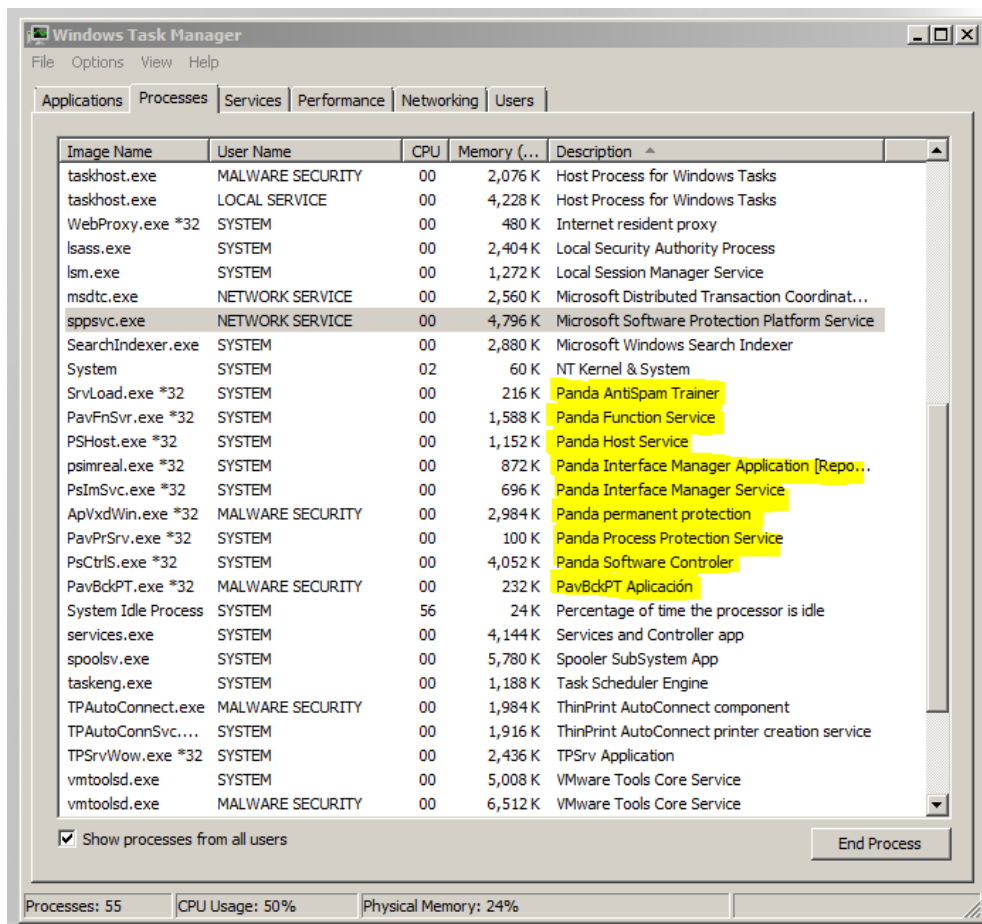 Windows Task Manager
File Options View Help
Applications Processes Services Performance Networking Users
Image Name User Name CPU Memory (... Description
taskhost.exe MALWARE SECURITY 00 2,076 K Host Process for Windows Tasks
taskhost.exe LOCAL SERVICE 00 4,228 K Host Process for Windows Tasks
WebProxy.exe *32 SYSTEM 00 480 K Internet resident proxy
lsass.exe SYSTEM 00 2,404 K Local Security Authority Process
lsm.exe SYSTEM 00 1,272 K Local Session Manager Service
msdtc.exe NETWORK SERVICE 00 2,560 K Microsoft Distributed Transaction Coordinat...
sppsvc.exe NETWORK SERVICE 00 4,796 K Microsoft Software Protection Platform Service
SearchIndexer.exe SYSTEM 00 2,880 K Microsoft Windows Search Indexer
System SYSTEM 02 60 K NT Kernel & System
SrvLoad.exe *32 SYSTEM 00 216 K Panda AntiSpam Trainer
PavFnSvr.exe *32 SYSTEM 00 1,588 K Panda Function Service
PSHost.exe *32 SYSTEM 00 1,152 K Panda Host Service
psimreal.exe *32 SYSTEM 00 872 K Panda Interface Manager Application [Repo...
PsImSvc.exe *32 SYSTEM 00 696 K Panda Interface Manager Service
ApVxdWin.exe *32 MALWARE SECURITY 00 2,984 K Panda permanent protection
PavPrSrv.exe *32 SYSTEM 00 100 K Panda Process Protection Service
PsCtrlS.exe *32 SYSTEM 00 4,052 K Panda Software Controler
PavBckPT.exe *32 MALWARE SECURITY 00 232 K PavBckPT Aplicación
System Idle Process SYSTEM 56 24 K Percentage of time the processor is idle
services.exe SYSTEM 00 4,144 K Services and Controller app
spoolsv.exe SYSTEM 00 5,780 K Spooler SubSystem App
taskeng.exe SYSTEM 00 1,188 K Task Scheduler Engine
TPAutoConnect.exe MALWARE SECURITY 00 1,984 K ThinPrint AutoConnect component
TPAutoConnSvc.... SYSTEM 00 1,916 K ThinPrint AutoConnect printer creation service
TPSrvWow.exe *32 SYSTEM 00 2,436 K TPSrv Application
vmtoolsd.exe SYSTEM 00 5,008 K VMware Tools Core Service
vmtoolsd.exe MALWARE SECURITY 00 6,512 K VMware Tools Core Service
Show processes from all users End Process
Processes: 55 CPU Usage: 50% Physical Memory: 24%